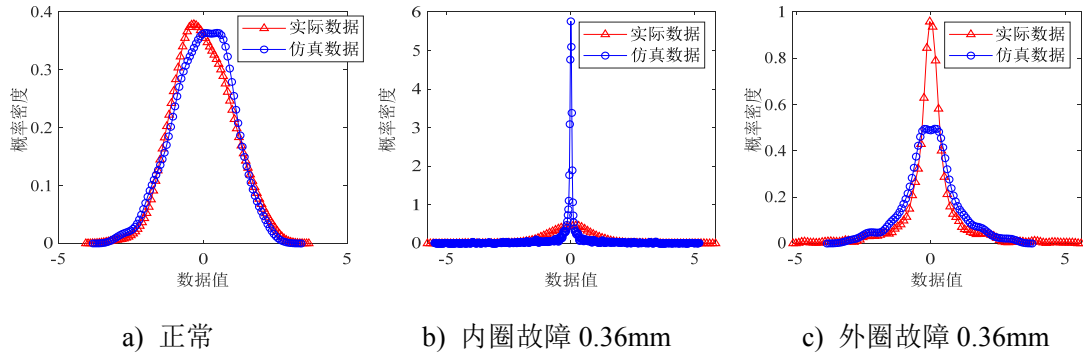 0.4
0.3
0.2
0.1
0
-5
0
5
概率密度
数据值
实际数据
仿真数据
6
5
4
3
2
1
0
-5
0
5
概率密度
数据值
实际数据
仿真数据
1
0.8
0.6
0.4
0.2
0
-5
0
5
概率密度
数据值
实际数据
仿真数据
a) 正常
b) 内圈故障 0.36mm
c) 外圈故障 0.36mm